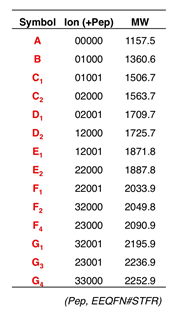 Symbol Ion (+Pep) MW
A 00000 1157.5
B 01000 1360.6
C1 01001 1506.7
C2 02000 1563.7
D1 02001 1709.7
D2 12000 1725.7
E1 12001 1871.8
E2 22000 1887.8
F1 22001 2033.9
F2 32000 2049.8
F4 23000 2090.9
G1 32001 2195.9
G3 23001 2236.9
G4 33000 2252.9
(Pep, EEQFN#STFR)